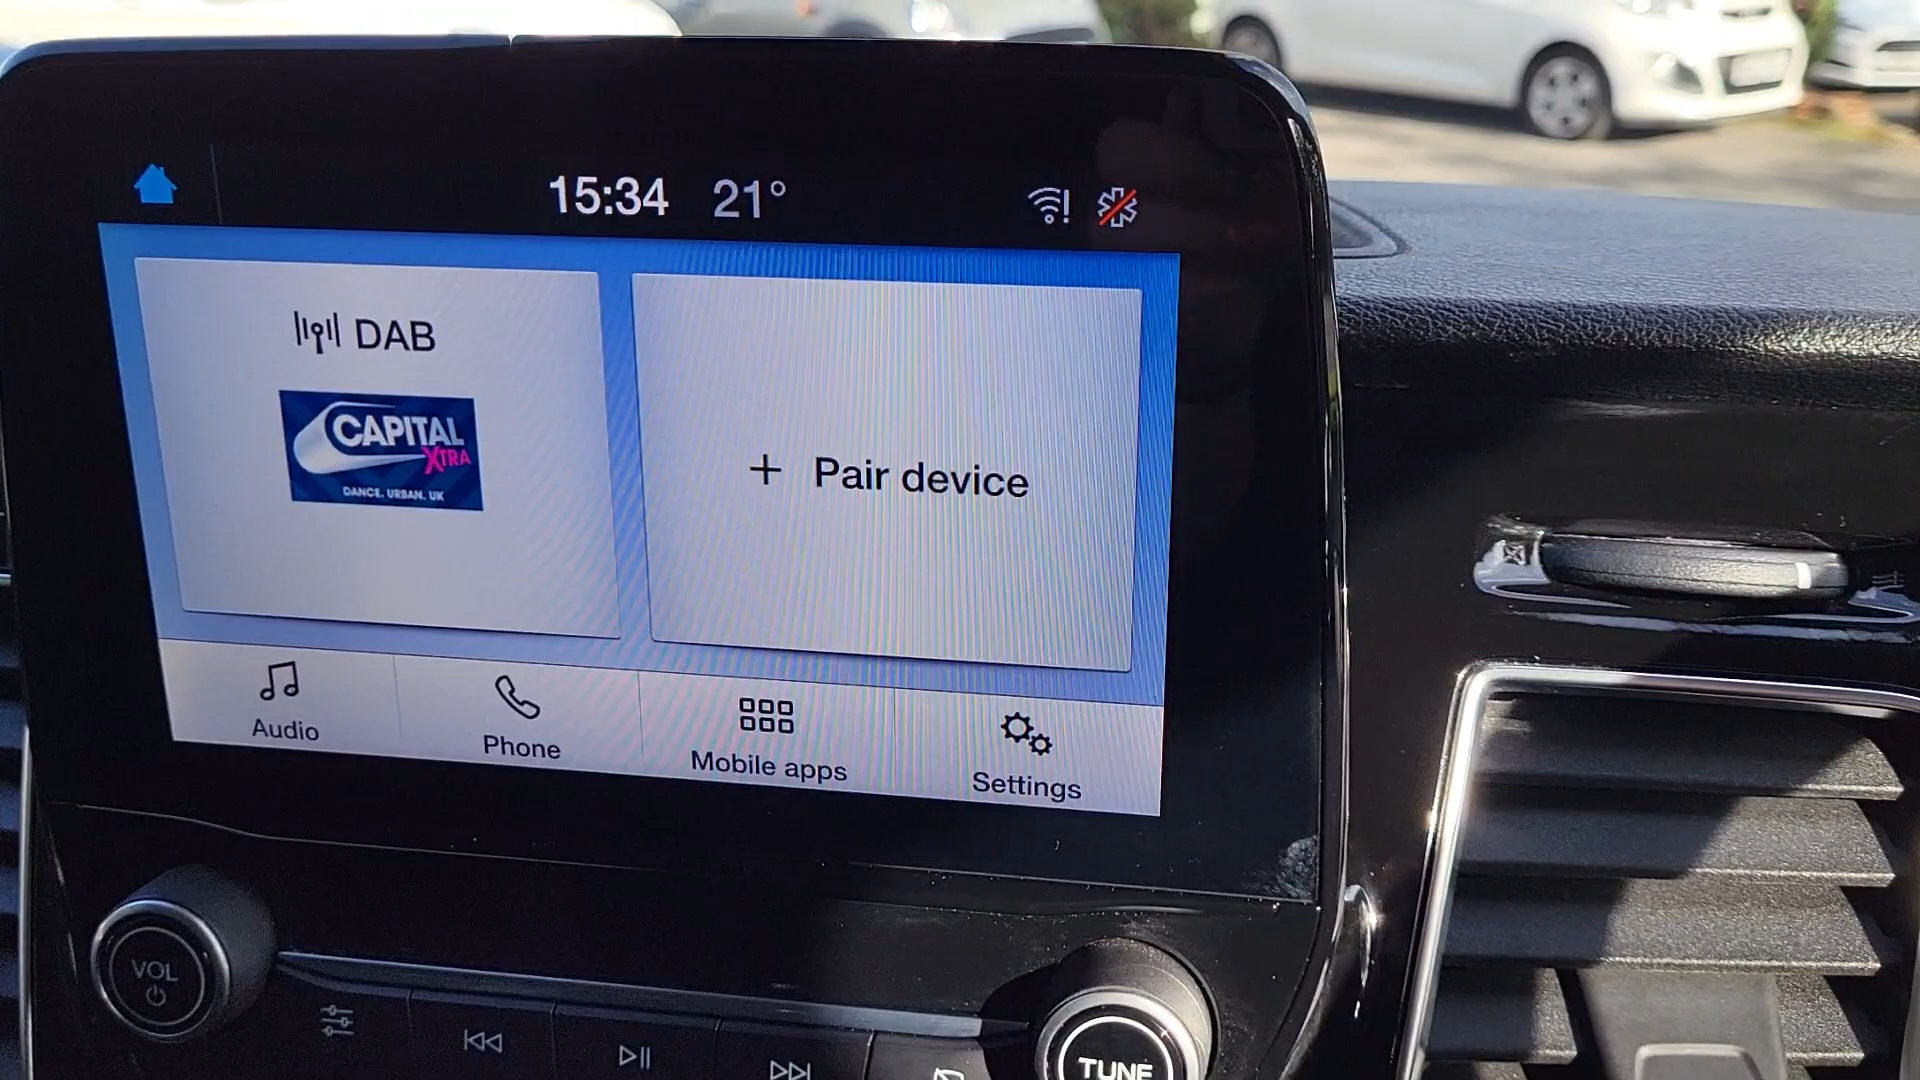 15:34 21°
DAB
CAPITAL
XTRA
DANCE. URBAN. UK
+ Pair device
Audio
Phone
Mobile apps
Settings
VOL
TUNE